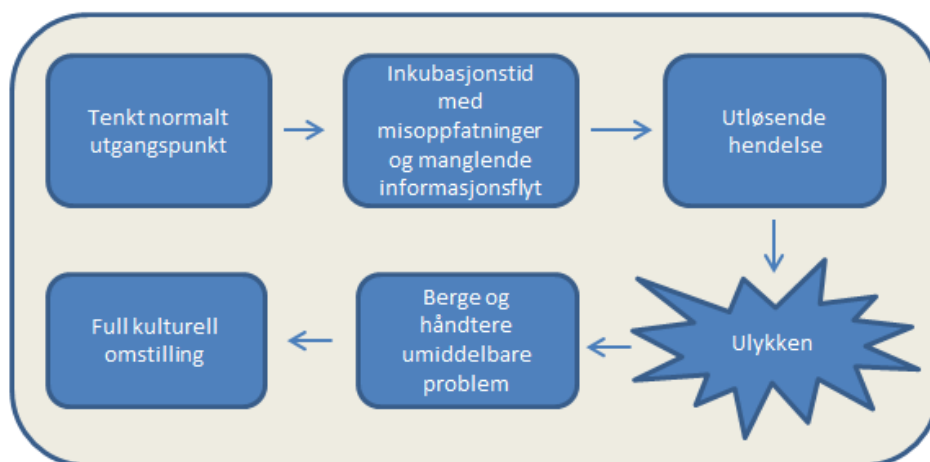 Tenkt normalt
utgangspunkt
Inkubasjonstid
med
misoppfatninger
og manglende
informasjonsflyt
Utløsende
hendelse
Ulykken
Berge og
håndtere
umiddelbare
problem
Full kulturell
omstilling